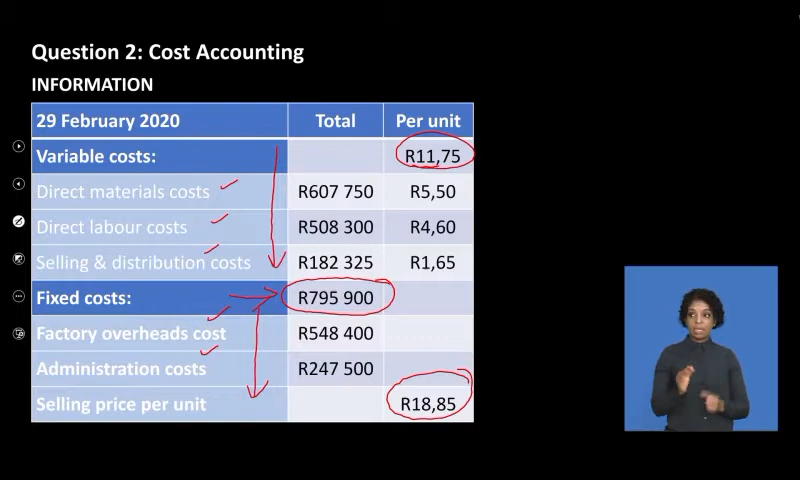 Question 2: Cost Accounting
INFORMATION
29 February 2020 Total Per unit
Variable costs: R11,75
Direct materials costs R607 750 R5,50
Direct labour costs R508 300 R4,60
Selling & distribution costs R182 325 R1,65
Fixed costs: R795 900
Factory overheads cost R548 400
Administration costs R247 500
Selling price per unit R18,85